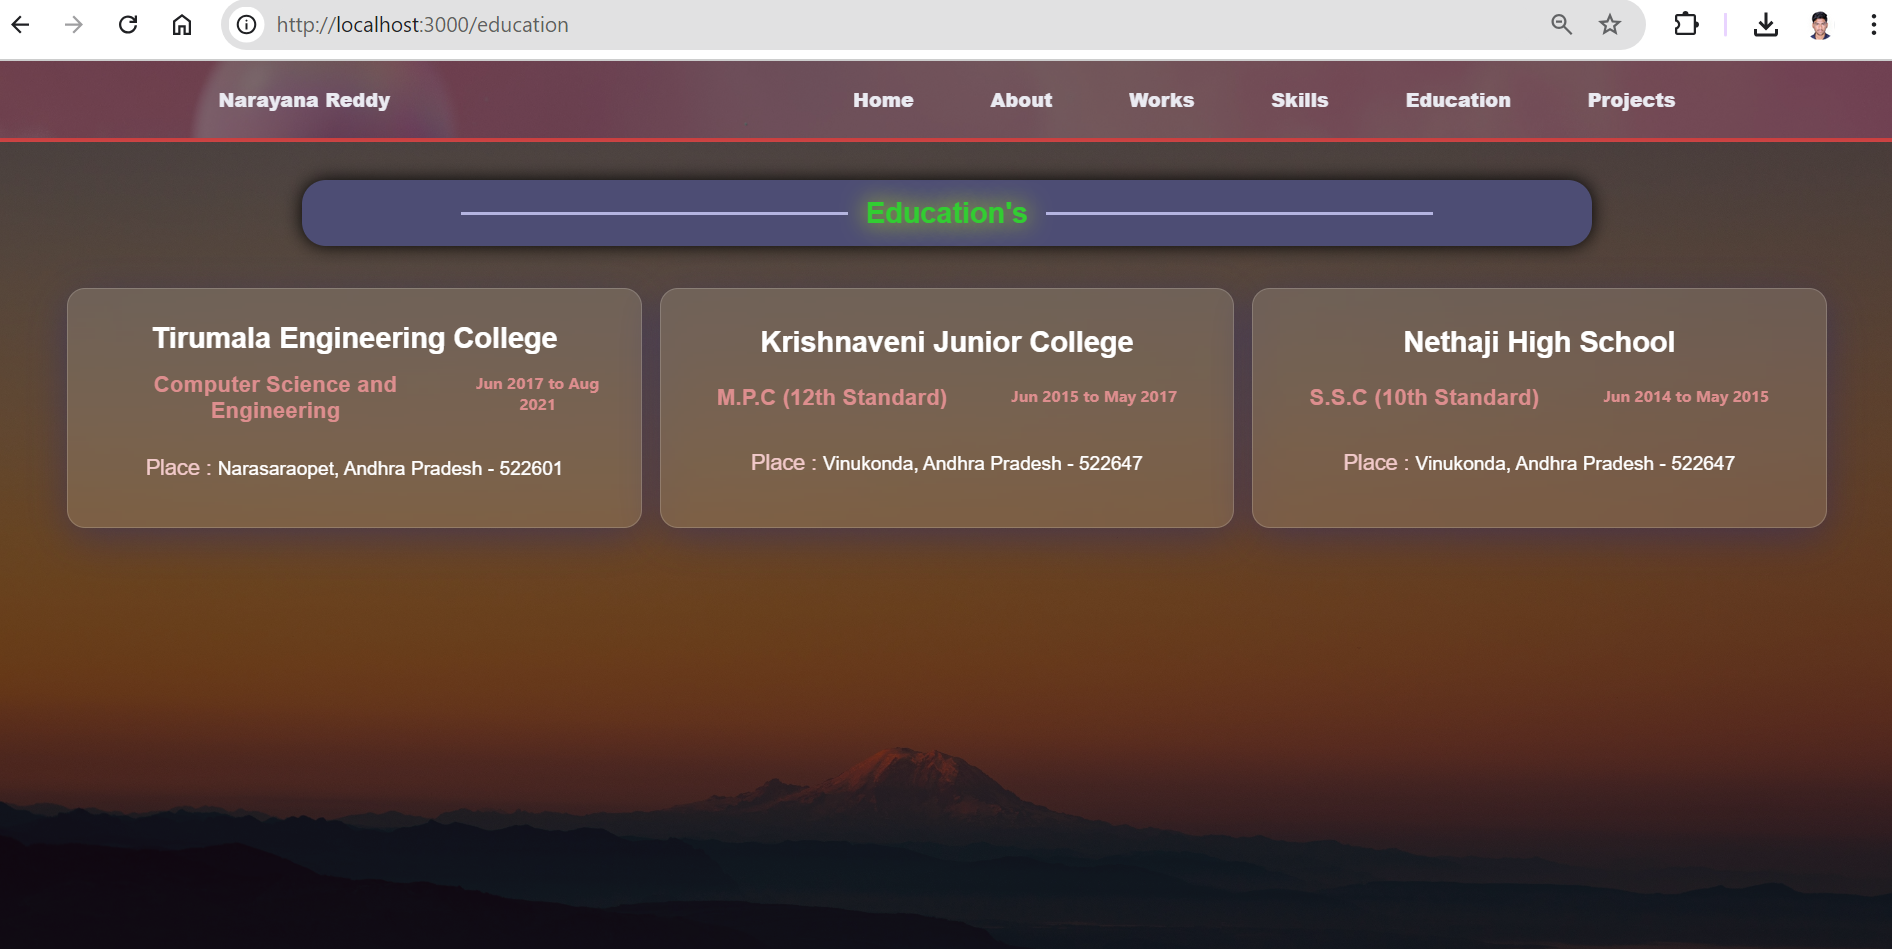 http://localhost:3000/education
Narayana Reddy Home About Works Skills Education Projects
Education's
Tirumala Engineering College
Computer Science and
Engineering
Jun 2017 to Aug
2021
Place : Narasaraopet, Andhra Pradesh - 522601
Krishnaveni Junior College
M.P.C (12th Standard) Jun 2015 to May 2017
Place : Vinukonda, Andhra Pradesh - 522647
Nethaji High School
S.S.C (10th Standard) Jun 2014 to May 2015
Place : Vinukonda, Andhra Pradesh - 522647